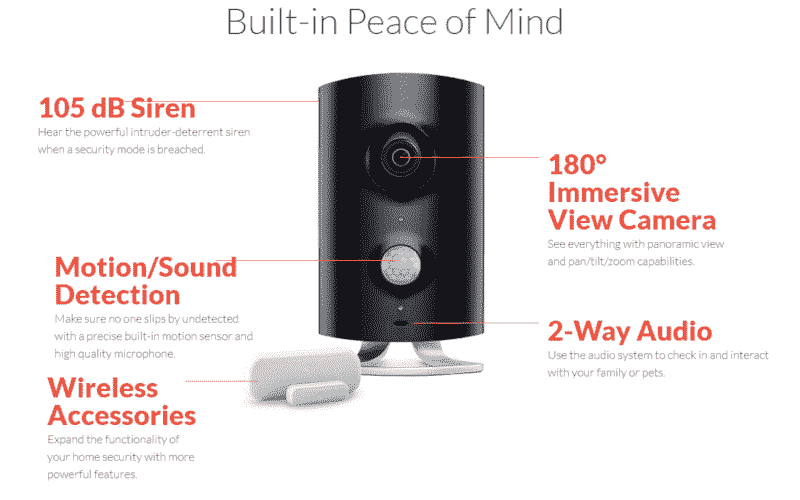 Built-in Peace of Mind
105 dB Siren
Hear the powerful intruder-deterrent siren
when a security mode is breached.
180°
Immersive
View Camera
See everything with panoramic view
and pan/tilt/zoom capabilities.
Motion/Sound
Detection
Make sure no one slips by undetected
with a precise built-in motion sensor and
high quality microphone.
2-Way Audio
Use the audio system to check in and interact
with your family or pets.
Wireless
Accessories
Expand the functionality of
your home security with more
powerful features.